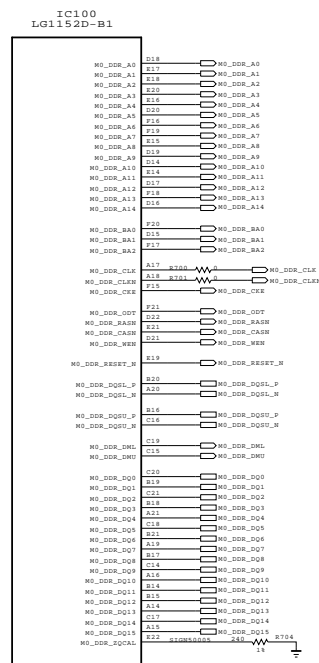 IC100
LG1152D-B1
M0_DDR_A0 D18 M0_DDR_A0
M0_DDR_A1 E17 M0_DDR_A1
M0_DDR_A2 E18 M0_DDR_A2
M0_DDR_A3 E20 M0_DDR_A3
M0_DDR_A4 E16 M0_DDR_A4
M0_DDR_A5 D20 M0_DDR_A5
M0_DDR_A6 F16 M0_DDR_A6
M0_DDR_A7 F19 M0_DDR_A7
M0_DDR_A8 E15 M0_DDR_A8
M0_DDR_A9 D19 M0_DDR_A9
M0_DDR_A10 D14 M0_DDR_A10
M0_DDR_A11 E14 M0_DDR_A11
M0_DDR_A12 D17 M0_DDR_A12
M0_DDR_A13 F18 M0_DDR_A13
M0_DDR_A14 D16 M0_DDR_A14
M0_DDR_BA0 F20 M0_DDR_BA0
M0_DDR_BA1 D15 M0_DDR_BA1
M0_DDR_BA2 F17 M0_DDR_BA2
M0_DDR_CLK A17 R700 0 M0_DDR_CLK
M0_DDR_CLKN A18 R701 0 M0_DDR_CLKN
M0_DDR_CKE F15 M0_DDR_CKE
M0_DDR_ODT F21 M0_DDR_ODT
M0_DDR_RASN D22 M0_DDR_RASN
M0_DDR_CASN E21 M0_DDR_CASN
M0_DDR_WEN D21 M0_DDR_WEN
M0_DDR_RESET_N E19 M0_DDR_RESET_N
M0_DDR_DQSL_P B20 M0_DDR_DQSL_P
M0_DDR_DQSL_N A20 M0_DDR_DQSL_N
M0_DDR_DQSU_P B16 M0_DDR_DQSU_P
M0_DDR_DQSU_N C16 M0_DDR_DQSU_N
M0_DDR_DML C19 M0_DDR_DML
M0_DDR_DMU C15 M0_DDR_DMU
M0_DDR_DQ0 C20 M0_DDR_DQ0
M0_DDR_DQ1 B19 M0_DDR_DQ1
M0_DDR_DQ2 C21 M0_DDR_DQ2
M0_DDR_DQ3 B18 M0_DDR_DQ3
M0_DDR_DQ4 A21 M0_DDR_DQ4
M0_DDR_DQ5 C18 M0_DDR_DQ5
M0_DDR_DQ6 B21 M0_DDR_DQ6
M0_DDR_DQ7 A19 M0_DDR_DQ7
M0_DDR_DQ8 B17 M0_DDR_DQ8
M0_DDR_DQ9 C14 M0_DDR_DQ9
M0_DDR_DQ10 A16 M0_DDR_DQ10
M0_DDR_DQ11 B14 M0_DDR_DQ11
M0_DDR_DQ12 B15 M0_DDR_DQ12
M0_DDR_DQ13 A14 M0_DDR_DQ13
M0_DDR_DQ14 C17 M0_DDR_DQ14
M0_DDR_DQ15 A15 M0_DDR_DQ15
M0_DDR_ZQCAL E22 SIGN50005 240 R704
1%